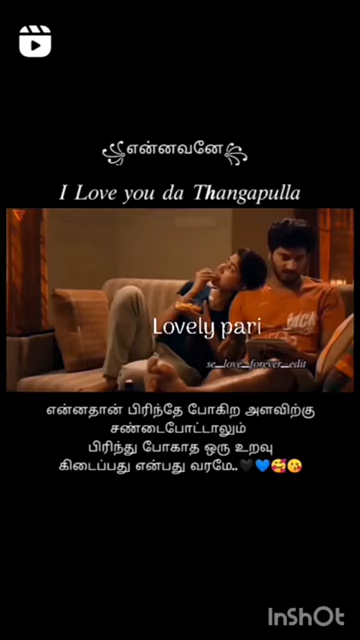 என்னவனே
I Love you da Thangapulla
Lovely pari
se_love_forever_edit
என்னதான் பிரிந்தே போகிற அளவிற்கு
சண்டைபோட்டாலும்
பிரிந்து போகாத ஒரு உறவு
கிடைப்பது என்பது வரமே..🖤💙🥰😘
InShOt